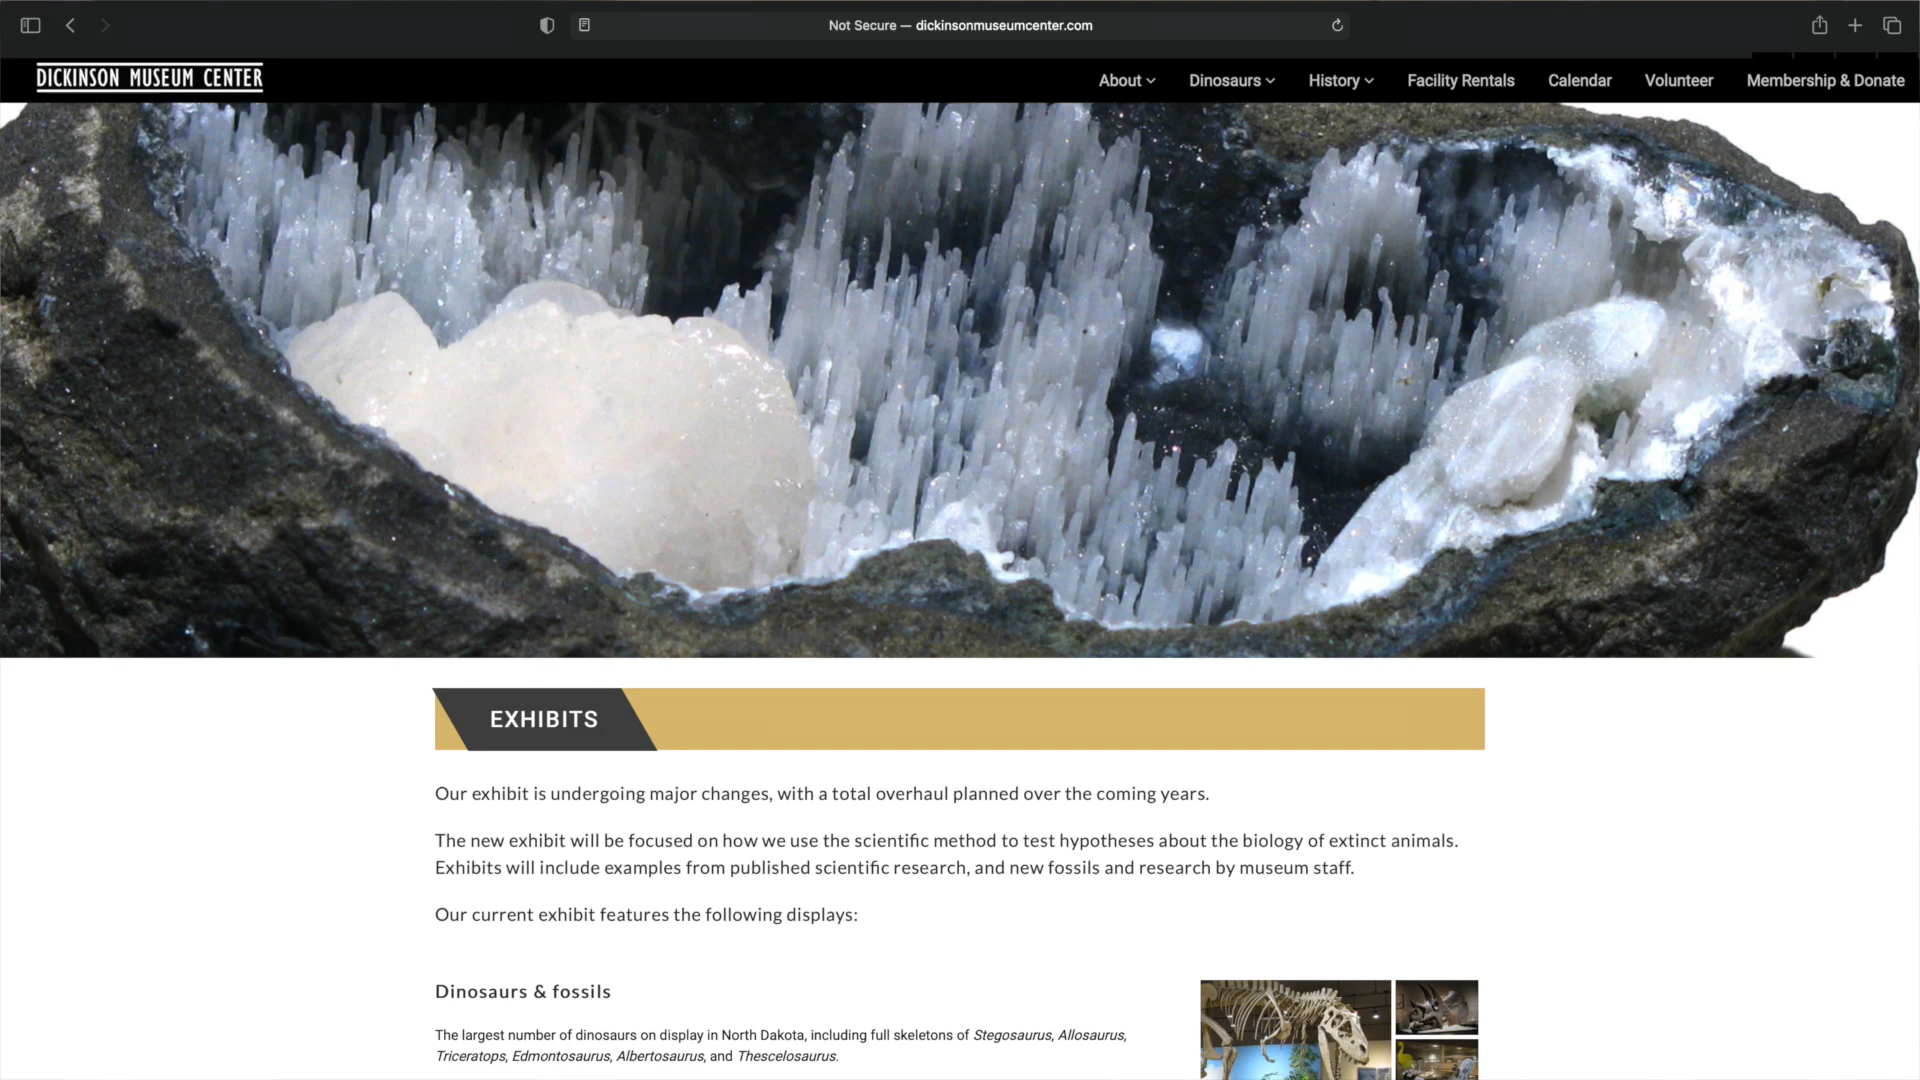 Not Secure — dickinsonmuseumcenter.com
DICKINSON MUSEUM CENTER
About Dinosaurs History Facility Rentals Calendar Volunteer Membership & Donate
EXHIBITS
Our exhibit is undergoing major changes, with a total overhaul planned over the coming years.
The new exhibit will be focused on how we use the scientific method to test hypotheses about the biology of extinct animals.
Exhibits will include examples from published scientific research, and new fossils and research by museum staff.
Our current exhibit features the following displays:
Dinosaurs & fossils
The largest number of dinosaurs on display in North Dakota, including full skeletons of Stegosaurus, Allosaurus,
Triceratops, Edmontosaurus, Albertosaurus, and Thescelosaurus.